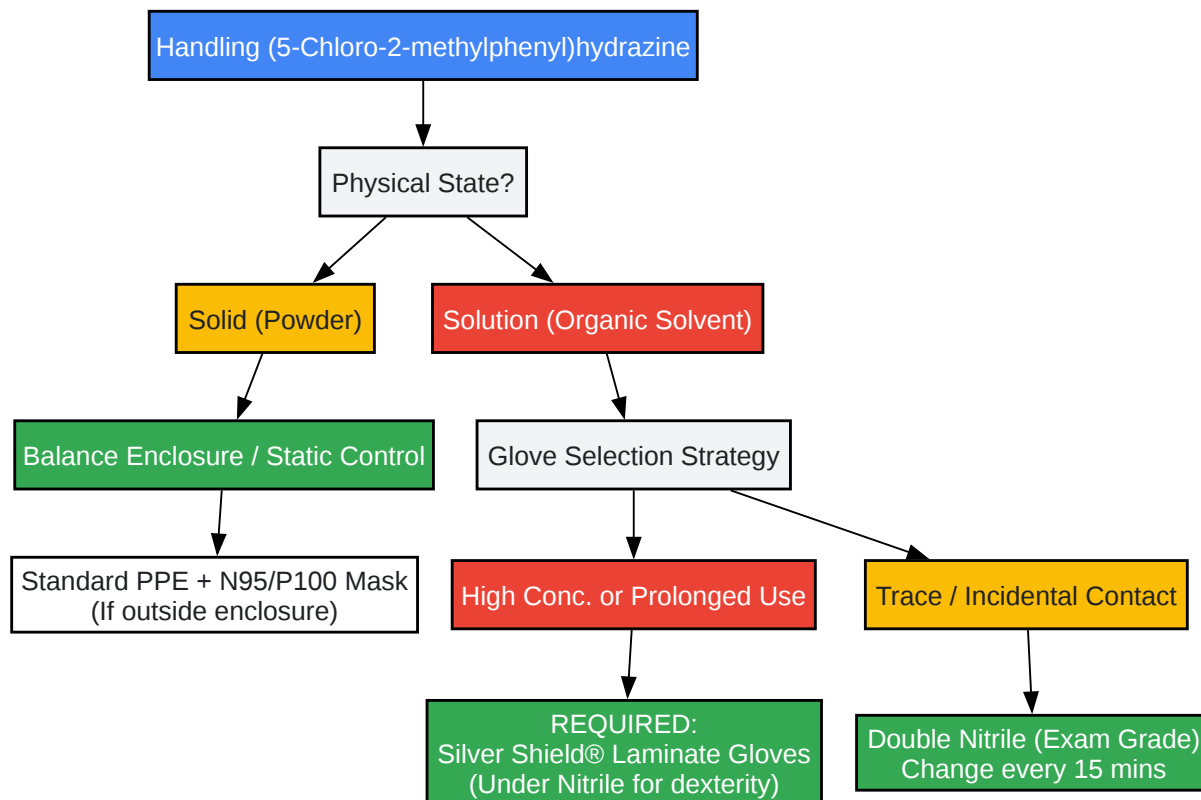 Handling (5-Chloro-2-methylphenyl)hydrazine
Physical State?
Solid (Powder)
Solution (Organic Solvent)
Balance Enclosure / Static Control
Glove Selection Strategy
Standard PPE + N95/P100 Mask
(If outside enclosure)
High Conc. or Prolonged Use
Trace / Incidental Contact
REQUIRED:
Silver Shield® Laminate Gloves
(Under Nitrile for dexterity)
Double Nitrile (Exam Grade)
Change every 15 mins